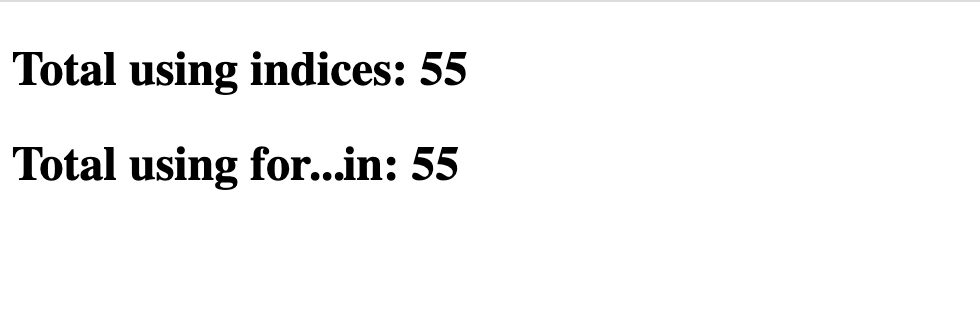 Total using indices: 55
Total using for...in: 55